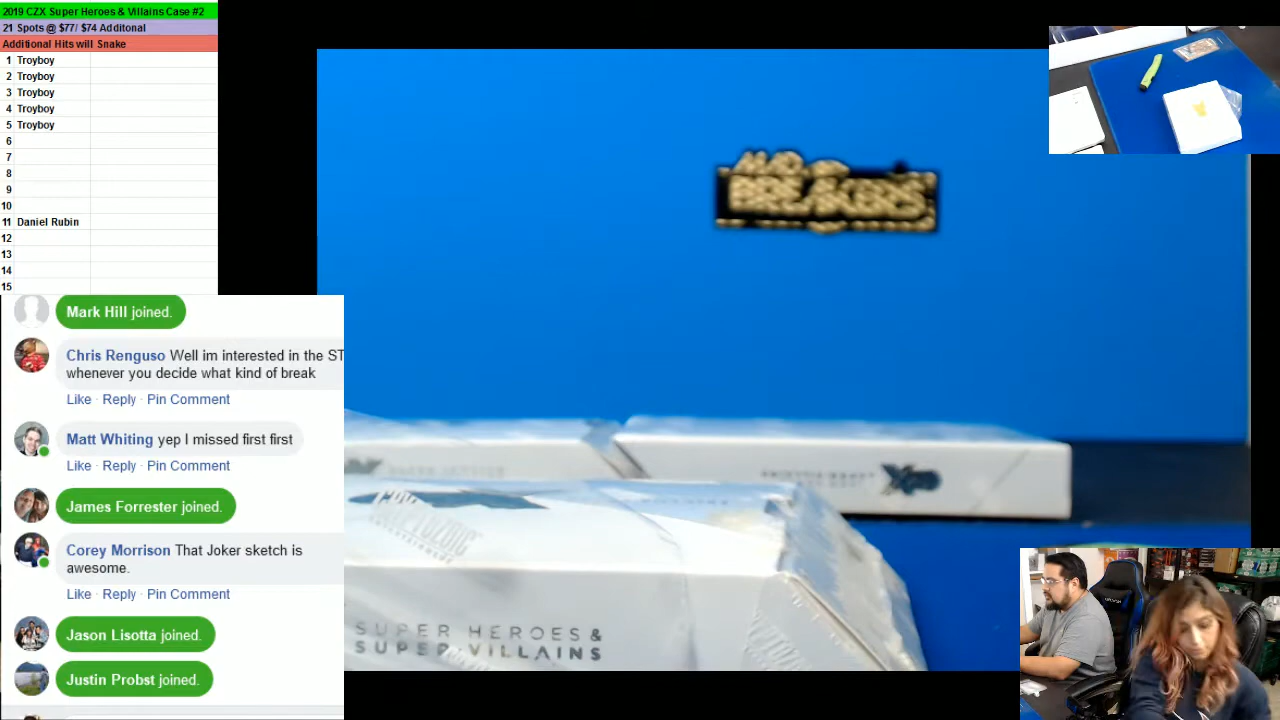 2019 CZX Super Heroes & Villains Case #2
21 Spots @ $77/ $74 Additonal
Additional Hits will Snake
1 Troyboy
2 Troyboy
3 Troyboy
4 Troyboy
5 Troyboy
6
7
8
9
10
11 Daniel Rubin
12
13
14
15
Mark Hill joined.
Chris Renguso Well im interested in the ST
whenever you decide what kind of break
Like · Reply · Pin Comment
Matt Whiting yep I missed first first
Like · Reply · Pin Comment
James Forrester joined.
Corey Morrison That Joker sketch is
awesome.
Like · Reply · Pin Comment
Jason Lisotta joined.
Justin Probst joined.
BREAKERS
SUPER HEROES &
SUPER VILLAINS